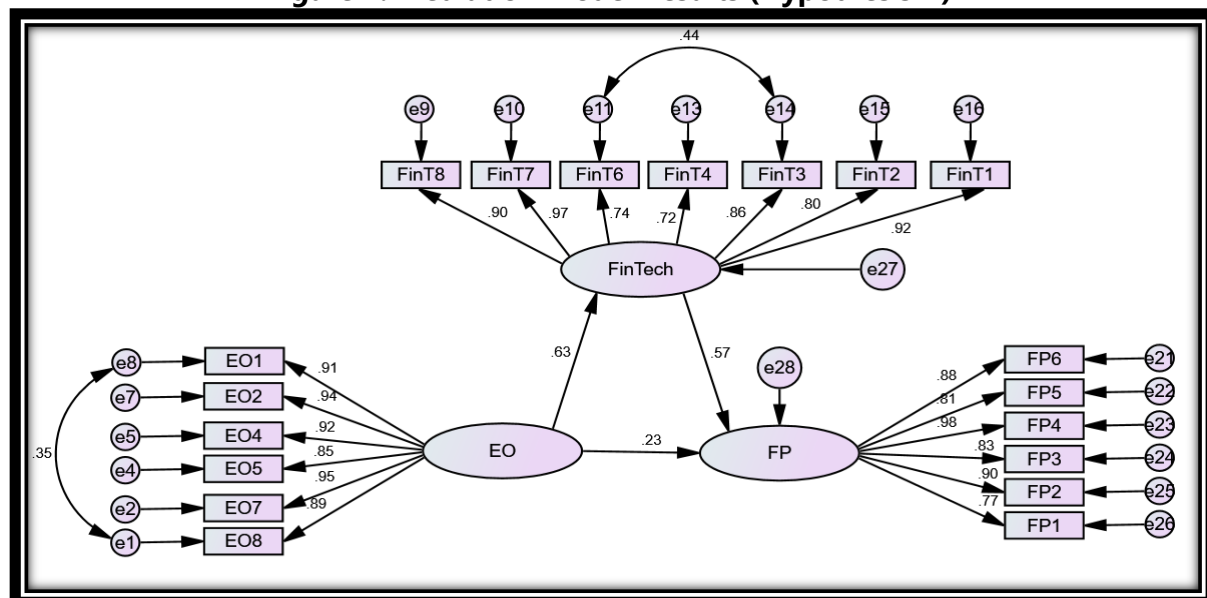 .44
e9 e10 e11 e13 e14 e15 e16
FinT8 FinT7 FinT6 FinT4 FinT3 FinT2 FinT1
.90 .97 .74 .72 .86 .80 .92
FinTech e27
.63 .57
e28
e8 EO1 .91
e7 EO2 .94
e5 EO4 .92
.35
e4 EO5 .85
e2 EO7 .95
e1 EO8 .89
EO .23 FP
.88 FP6 e21
.81 FP5 e22
.98 FP4 e23
.83 FP3 e24
.90 FP2 e25
.77 FP1 e26